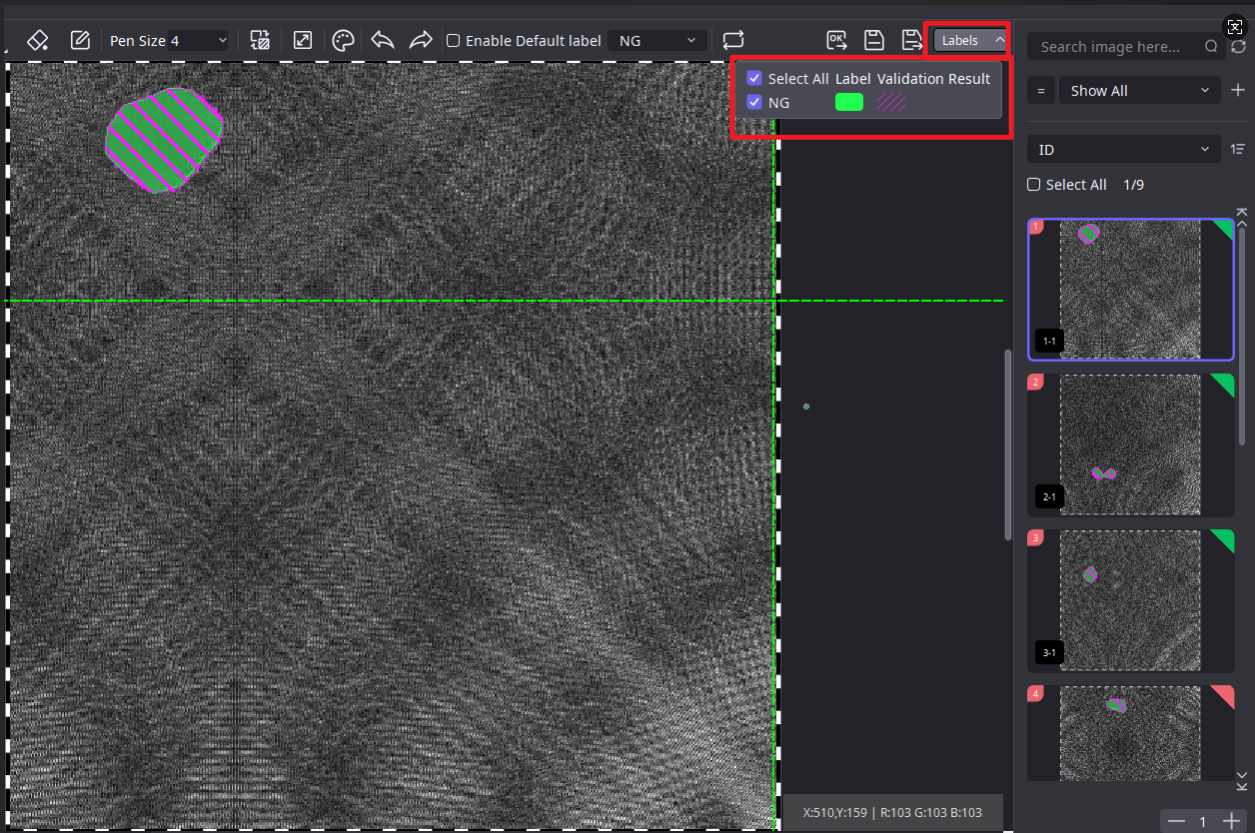 Pen Size 4
Enable Default label
NG
OK
Labels
Select All Label Validation Result
NG
Search image here...
= Show All
ID
Select All 1/9
1
1-1
2
2-1
3
3-1
4
X:510,Y:159 | R:103 G:103 B:103
1